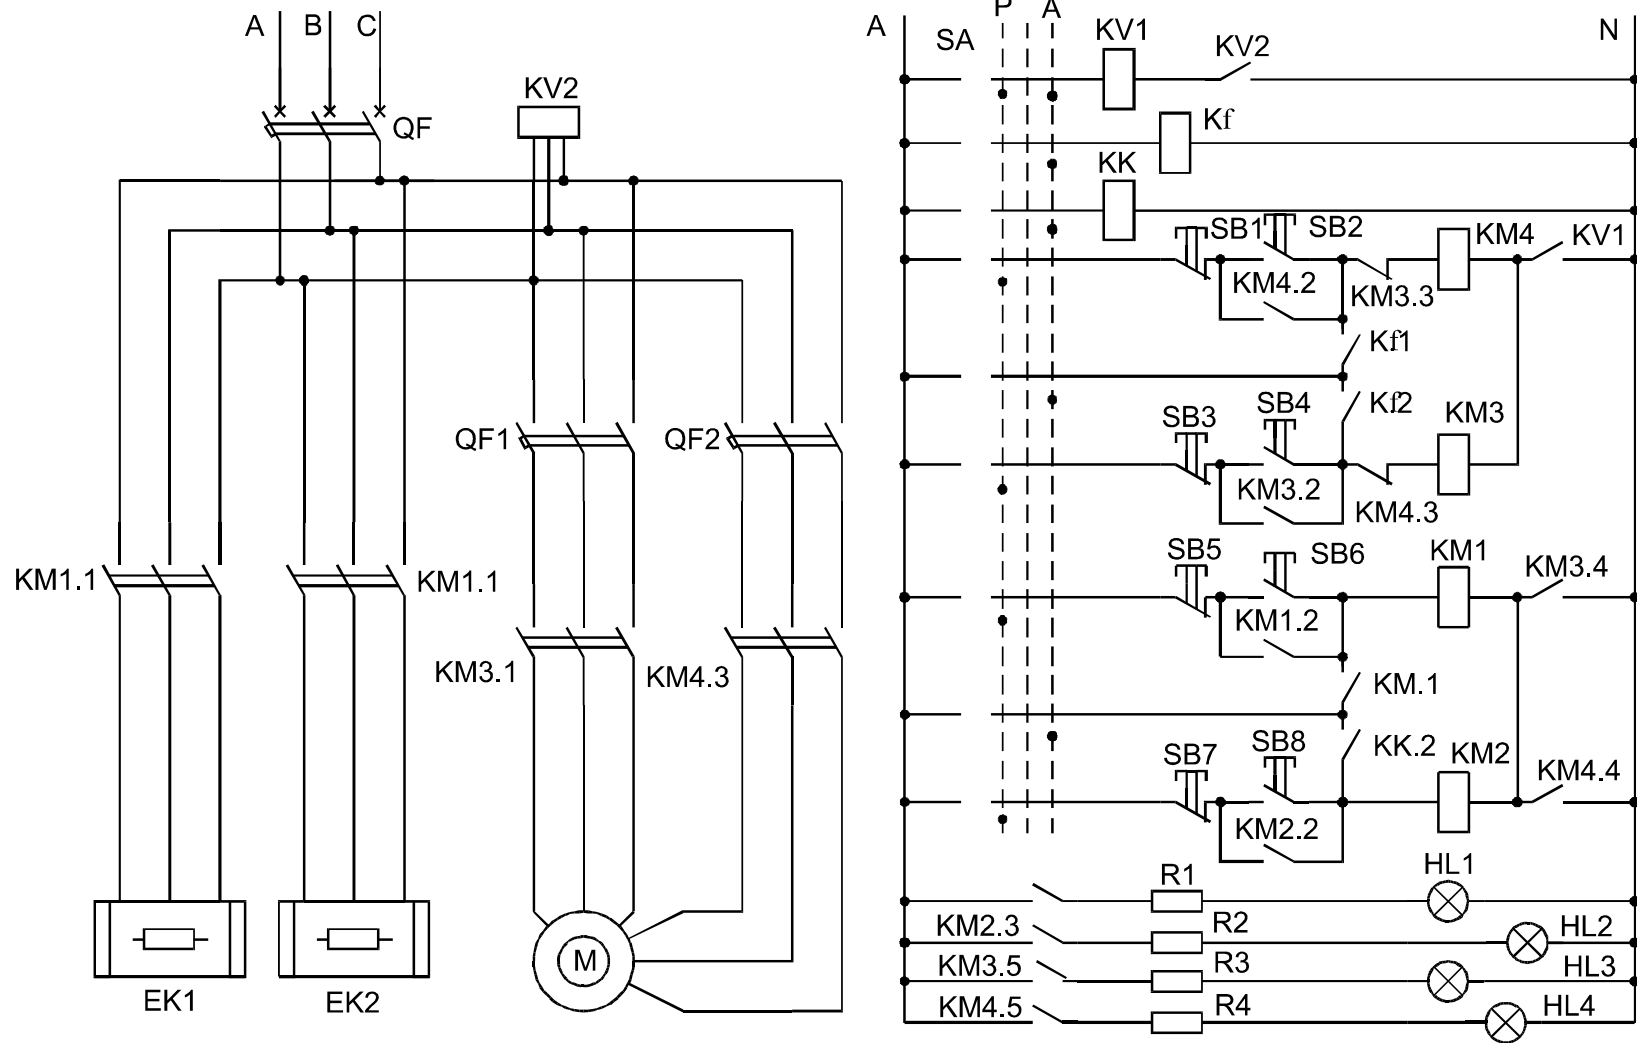 A B C
QF
KV2
QF1
QF2
KM1.1
KM1.1
KM3.1
KM4.3
M
EK1
EK2
A
SA
P
A
KV1
KV2
N
Kf
KK
SB1
SB2
KM4
KV1
KM4.2
KM3.3
Kf1
Kf2
SB3
SB4
KM3
KM3.2
KM4.3
SB5
SB6
KM1
KM3.4
KM1.2
KM.1
KK.2
SB7
SB8
KM2
KM4.4
KM2.2
R1
HL1
KM2.3
R2
HL2
KM3.5
R3
HL3
KM4.5
R4
HL4